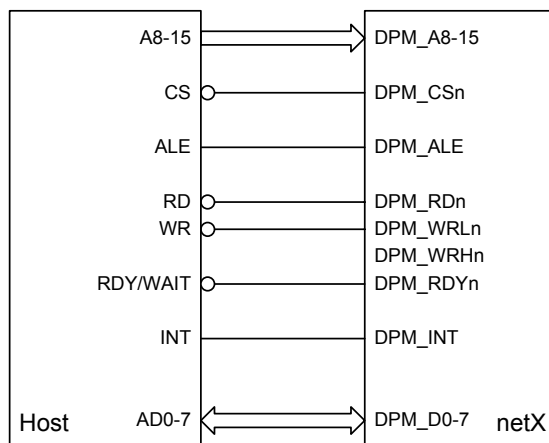 A8-15 DPM_A8-15
CS DPM_CSn
ALE DPM_ALE
RD DPM_RDn
WR DPM_WRLn
DPM_WRHn
RDY/WAIT DPM_RDYn
INT DPM_INT
Host AD0-7 DPM_D0-7 netX